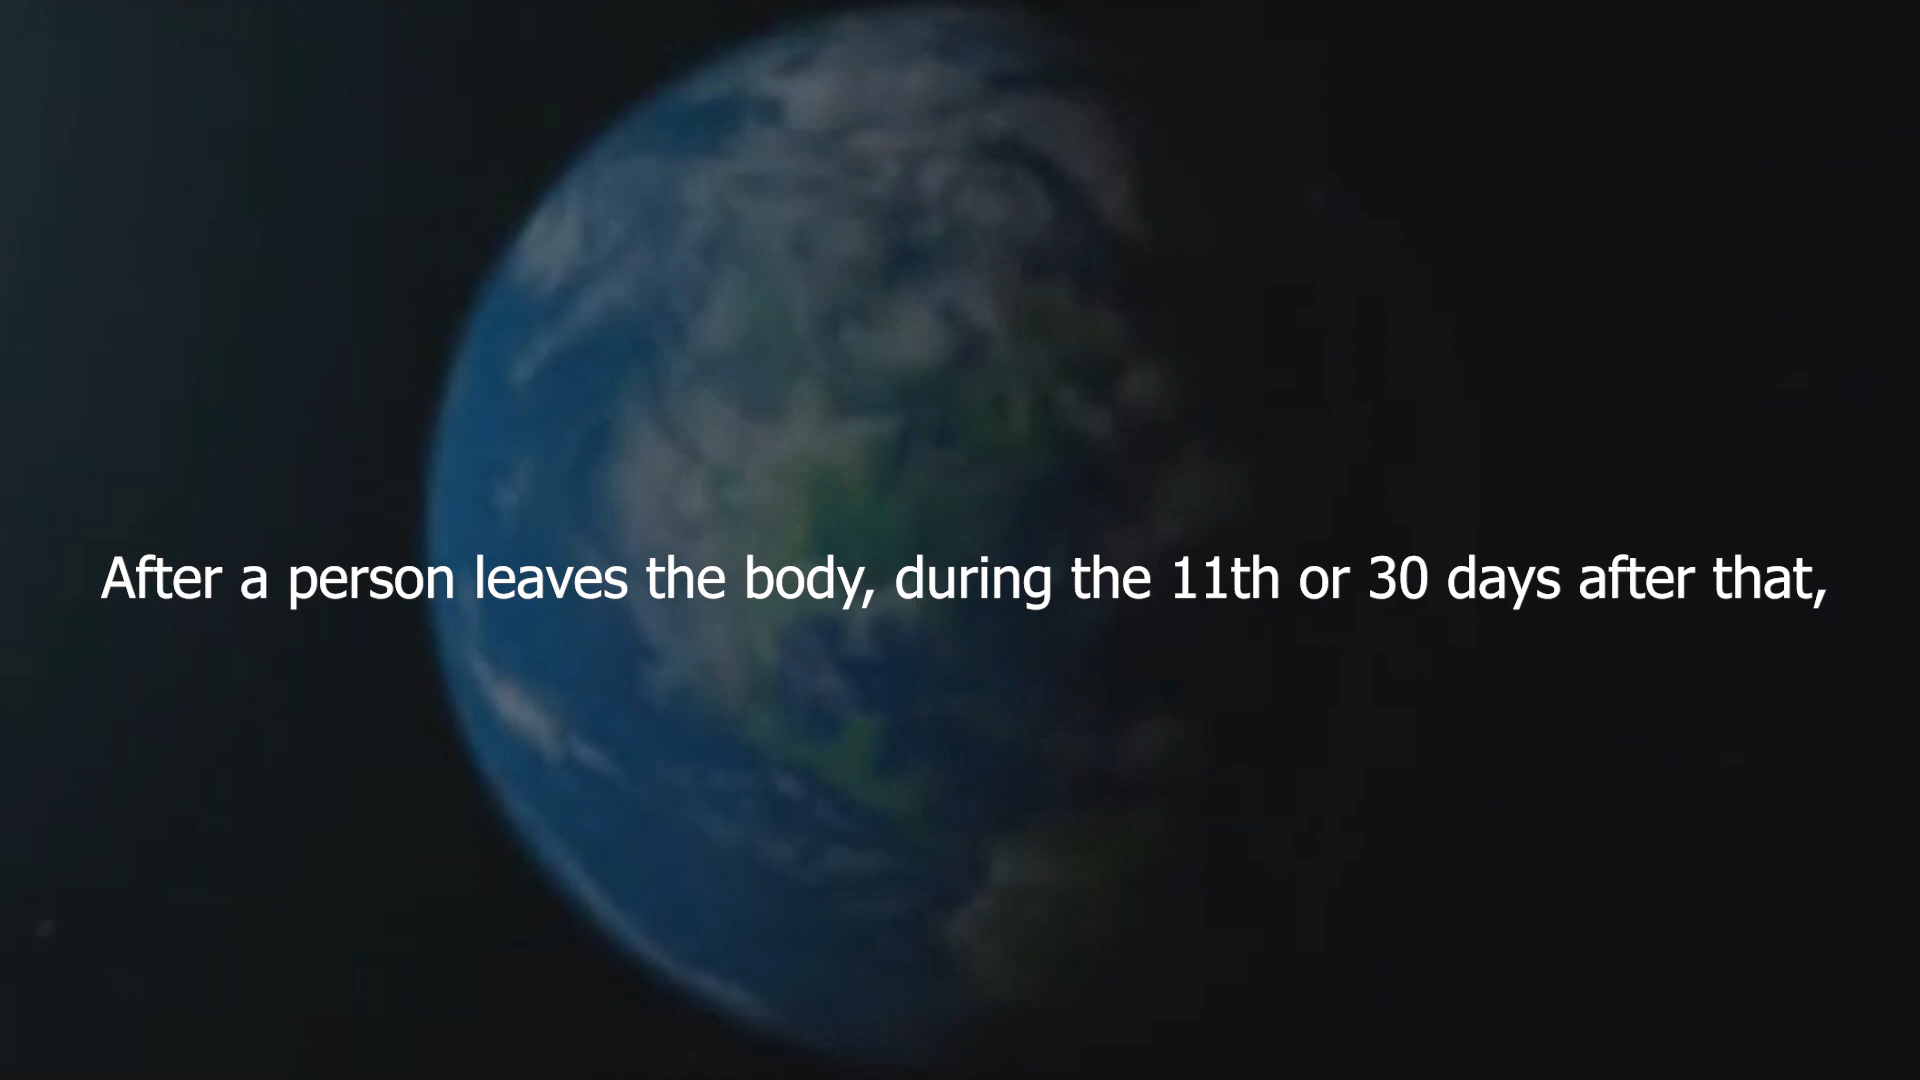 After a person leaves the body, during the 11th or 30 days after that,